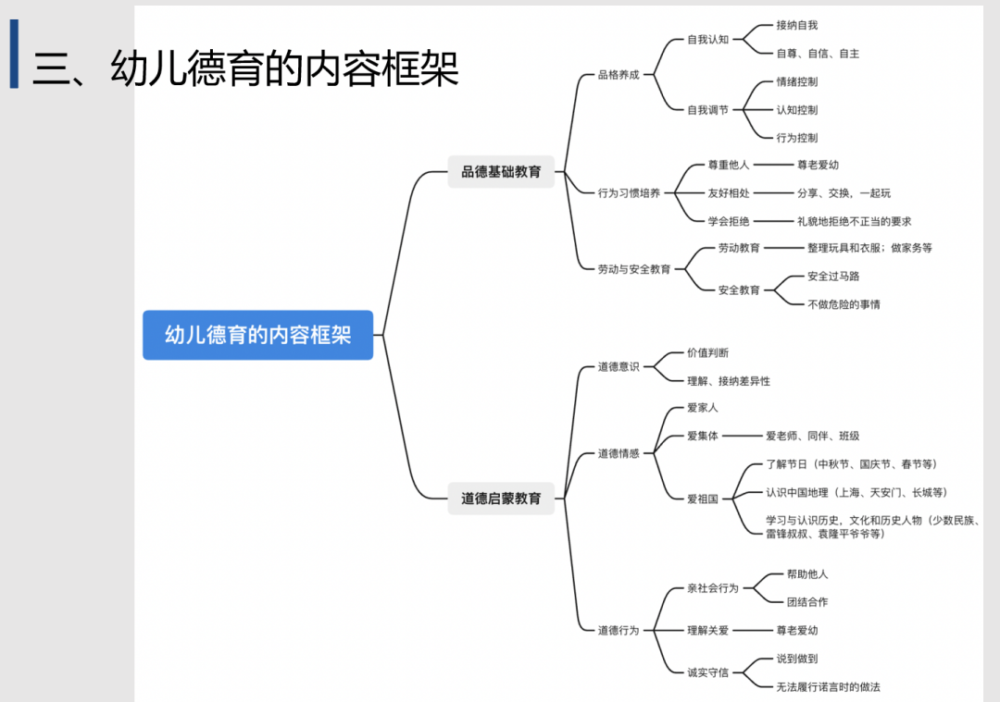 三、幼儿德育的内容框架
幼儿德育的内容框架
品德基础教育
品格养成
自我认知
接纳自我
自尊、自信、自主
自我调节
情绪控制
认知控制
行为控制
行为习惯培养
尊重他人
尊老爱幼
友好相处
分享、交换，一起玩
学会拒绝
礼貌地拒绝不正当的要求
劳动与安全教育
劳动教育
整理玩具和衣服；做家务等
安全教育
安全过马路
不做危险的事情
道德启蒙教育
道德意识
价值判断
理解、接纳差异性
道德情感
爱家人
爱集体
爱老师、同伴、班级
爱祖国
了解节日（中秋节、国庆节、春节等）
认识中国地理（上海、天安门、长城等）
学习与认识历史，文化和历史人物（少数民族、
雷锋叔叔、袁隆平爷爷等）
道德行为
亲社会行为
帮助他人
团结合作
理解关爱
尊老爱幼
诚实守信
说到做到
无法履行诺言时的做法